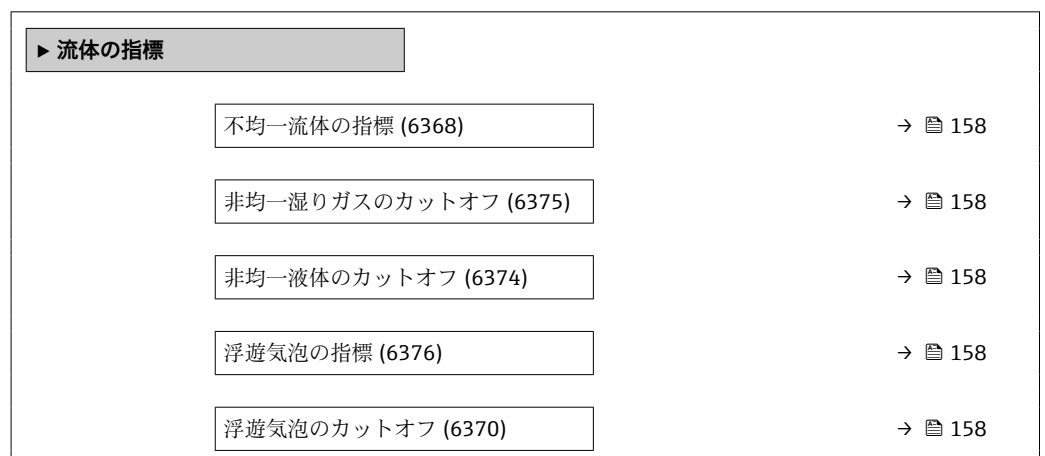 ▸ 流体の指標
不均一流体の指標 (6368) → 🖺 158
非均一湿りガスのカットオフ (6375) → 🖺 158
非均一液体のカットオフ (6374) → 🖺 158
浮遊気泡の指標 (6376) → 🖺 158
浮遊気泡のカットオフ (6370) → 🖺 158